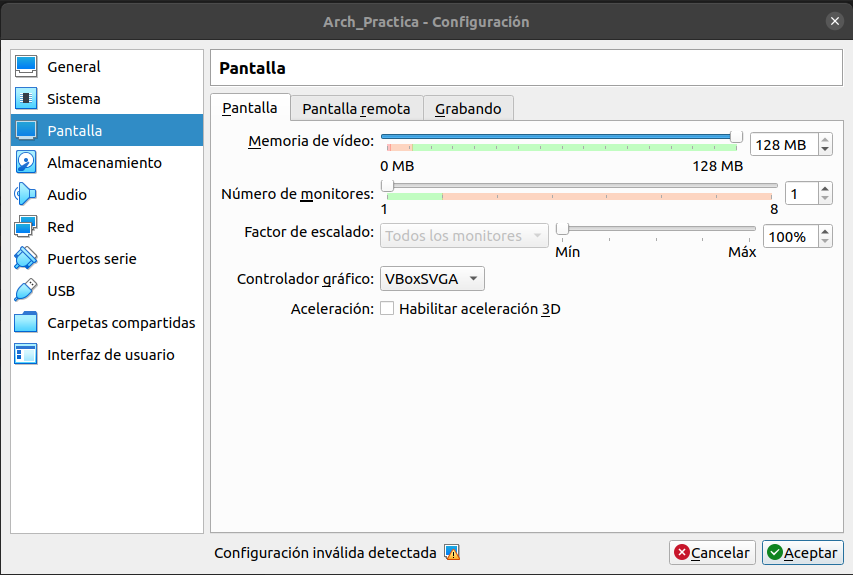 Arch_Practica - Configuración
General
Sistema
Pantalla
Almacenamiento
Audio
Red
Puertos serie
USB
Carpetas compartidas
Interfaz de usuario
Pantalla
Pantalla Pantalla remota Grabando
Memoria de vídeo: 128 MB
0 MB 128 MB
Número de monitores: 1
1 8
Factor de escalado: Todos los monitores 100%
Mín Máx
Controlador gráfico: VBoxSVGA
Aceleración: Habilitar aceleración 3D
Configuración inválida detectada Cancelar Aceptar